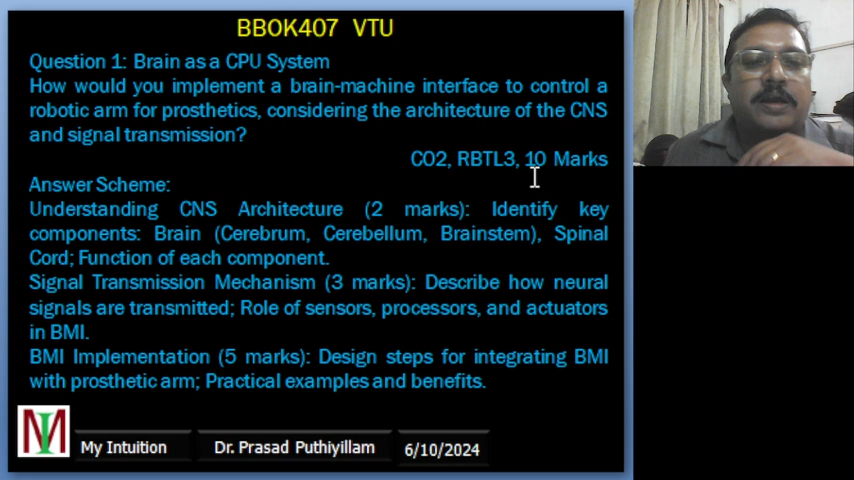 BBOK407 VTU
Question 1: Brain as a CPU System
How would you implement a brain-machine interface to control a
robotic arm for prosthetics, considering the architecture of the CNS
and signal transmission?
CO2, RBTL3, 10 Marks
Answer Scheme:
Understanding CNS Architecture (2 marks): Identify key
components: Brain (Cerebrum, Cerebellum, Brainstem), Spinal
Cord; Function of each component.
Signal Transmission Mechanism (3 marks): Describe how neural
signals are transmitted; Role of sensors, processors, and actuators
in BMI.
BMI Implementation (5 marks): Design steps for integrating BMI
with prosthetic arm; Practical examples and benefits.
MI
My Intuition
Dr. Prasad Puthiyillam
6/10/2024